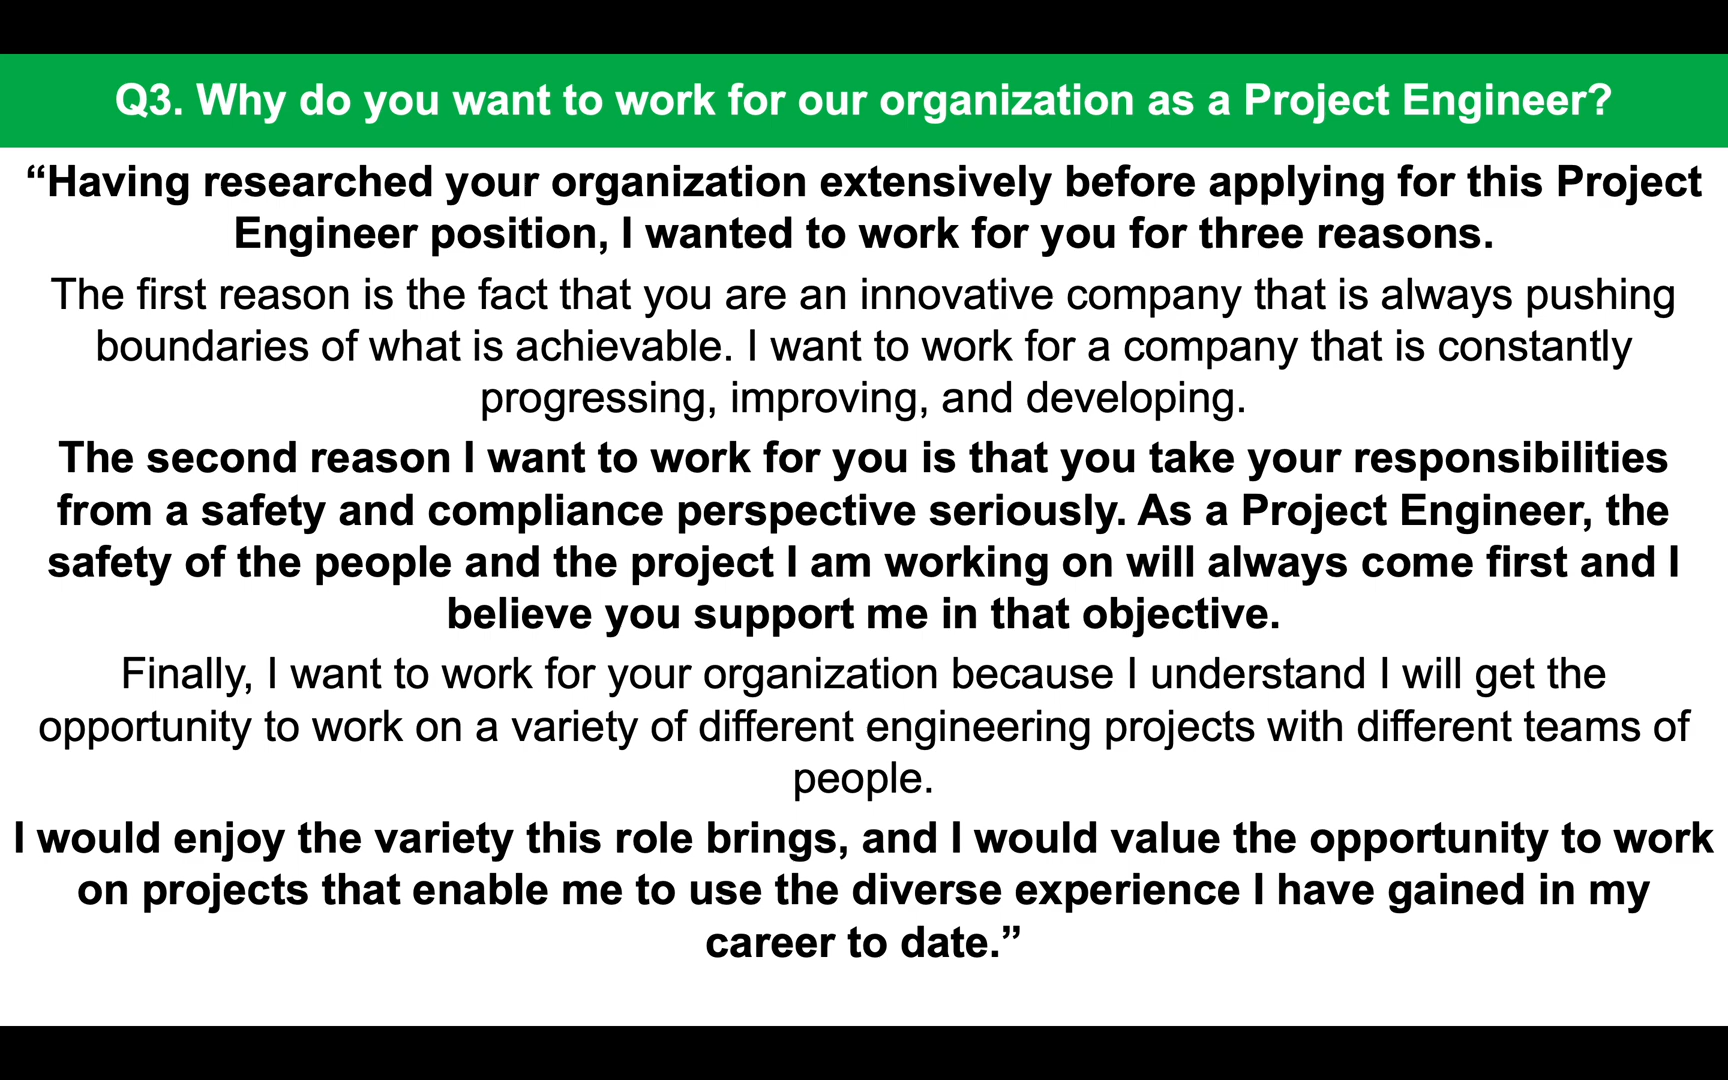 Q3. Why do you want to work for our organization as a Project Engineer?
“Having researched your organization extensively before applying for this Project
Engineer position, I wanted to work for you for three reasons.
The first reason is the fact that you are an innovative company that is always pushing
boundaries of what is achievable. I want to work for a company that is constantly
progressing, improving, and developing.
The second reason I want to work for you is that you take your responsibilities
from a safety and compliance perspective seriously. As a Project Engineer, the
safety of the people and the project I am working on will always come first and I
believe you support me in that objective.
Finally, I want to work for your organization because I understand I will get the
opportunity to work on a variety of different engineering projects with different teams of
people.
I would enjoy the variety this role brings, and I would value the opportunity to work
on projects that enable me to use the diverse experience I have gained in my
career to date.”